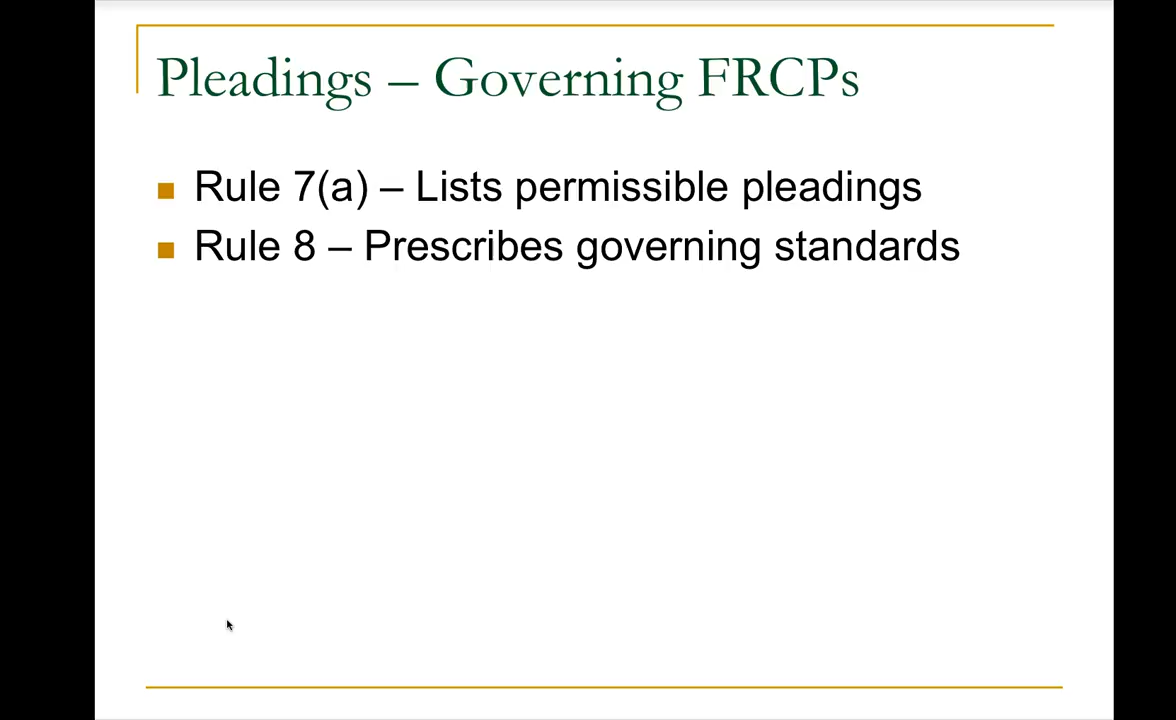 Pleadings – Governing FRCPs
Rule 7(a) – Lists permissible pleadings
Rule 8 – Prescribes governing standards